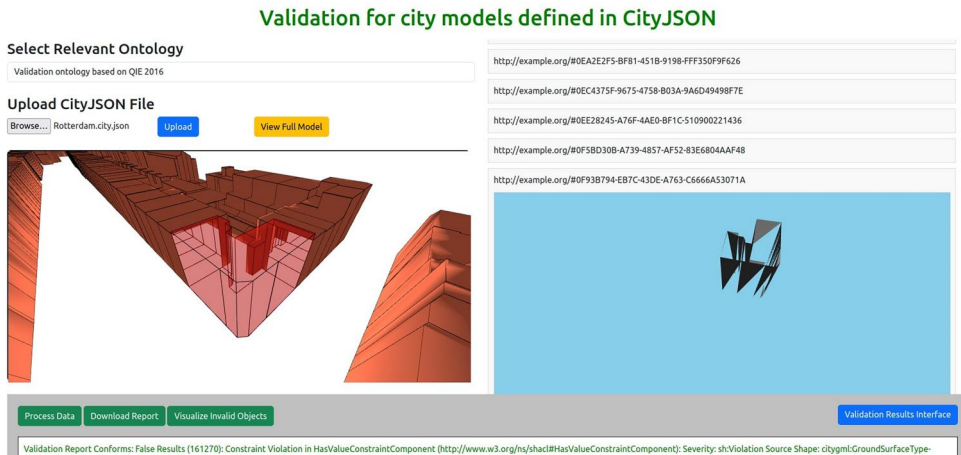 Validation for city models defined in CityJSON
Select Relevant Ontology
Validation ontology based on QIE 2016
Upload CityJSON File
Browse... Rotterdam.city.json Upload View Full Model
http://example.org/#0EA2E2F5-BF81-451B-9198-FFF350F9F626
http://example.org/#0EC4375F-9675-4758-B03A-9A6D49498F7E
http://example.org/#0EE28245-A76F-4AE0-BF1C-510900221436
http://example.org/#0F5BD30B-A739-4857-AF52-83E6804AAF48
http://example.org/#0F93B794-EB7C-43DE-A763-C6666A53071A
Process Data Download Report Visualize Invalid Objects Validation Results Interface
Validation Report Conforms: False Results (161270): Constraint Violation in HasValueConstraintComponent (http://www.w3.org/ns/shacl#HasValueConstraintComponent): Severity: sh:Violation Source Shape: citygml:GroundSurfaceType-